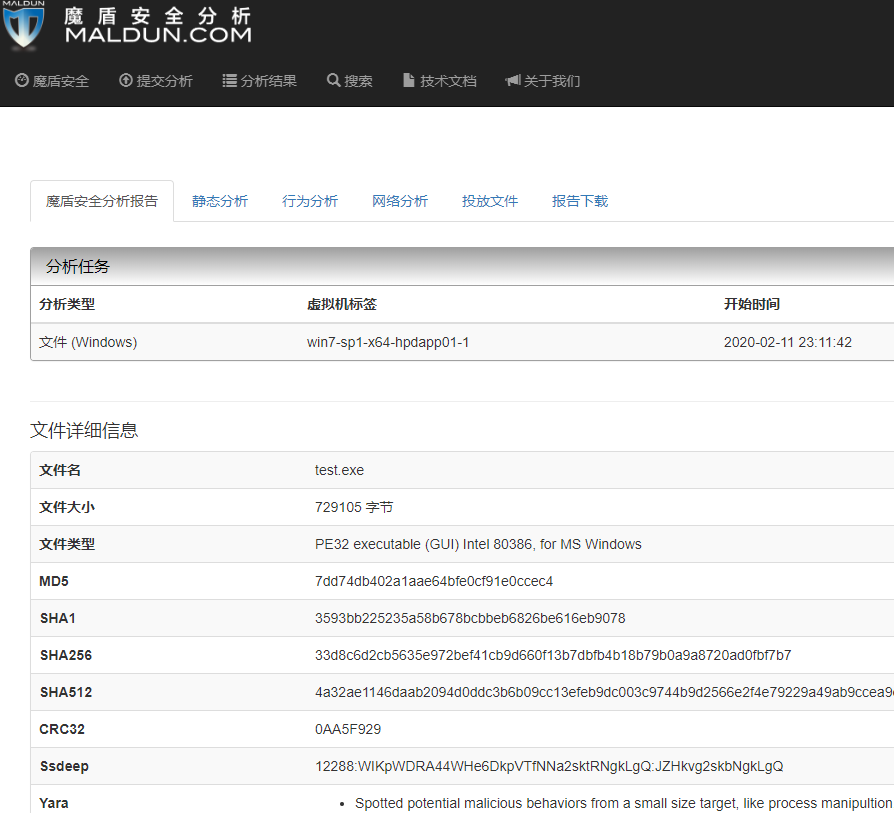 MALDUN
魔盾安全分析
MALDUN.COM
魔盾安全 提交分析 分析结果 搜索 技术文档 关于我们
魔盾安全分析报告 静态分析 行为分析 网络分析 投放文件 报告下载
分析任务
分析类型 虚拟机标签 开始时间
文件 (Windows) win7-sp1-x64-hpdapp01-1 2020-02-11 23:11:42
文件详细信息
文件名 test.exe
文件大小 729105 字节
文件类型 PE32 executable (GUI) Intel 80386, for MS Windows
MD5 7dd74db402a1aae64bfe0cf91e0ccec4
SHA1 3593bb225235a58b678bcbbeb6826be616eb9078
SHA256 33d8c6d2cb5635e972bef41cb9d660f13b7dbfb4b18b79b0a9a8720ad0fbf7b7
SHA512 4a32ae1146daab2094d0ddc3b6b09cc13efeb9dc003c9744b9d2566e2f4e79229a49ab9ccea9
CRC32 0AA5F929
Ssdeep 12288:WIKpWDRA44WHe6DkpVTfNNa2sktRNgkLgQ:JZHkvg2skbNgkLgQ
Yara • Spotted potential malicious behaviors from a small size target, like process manipultion